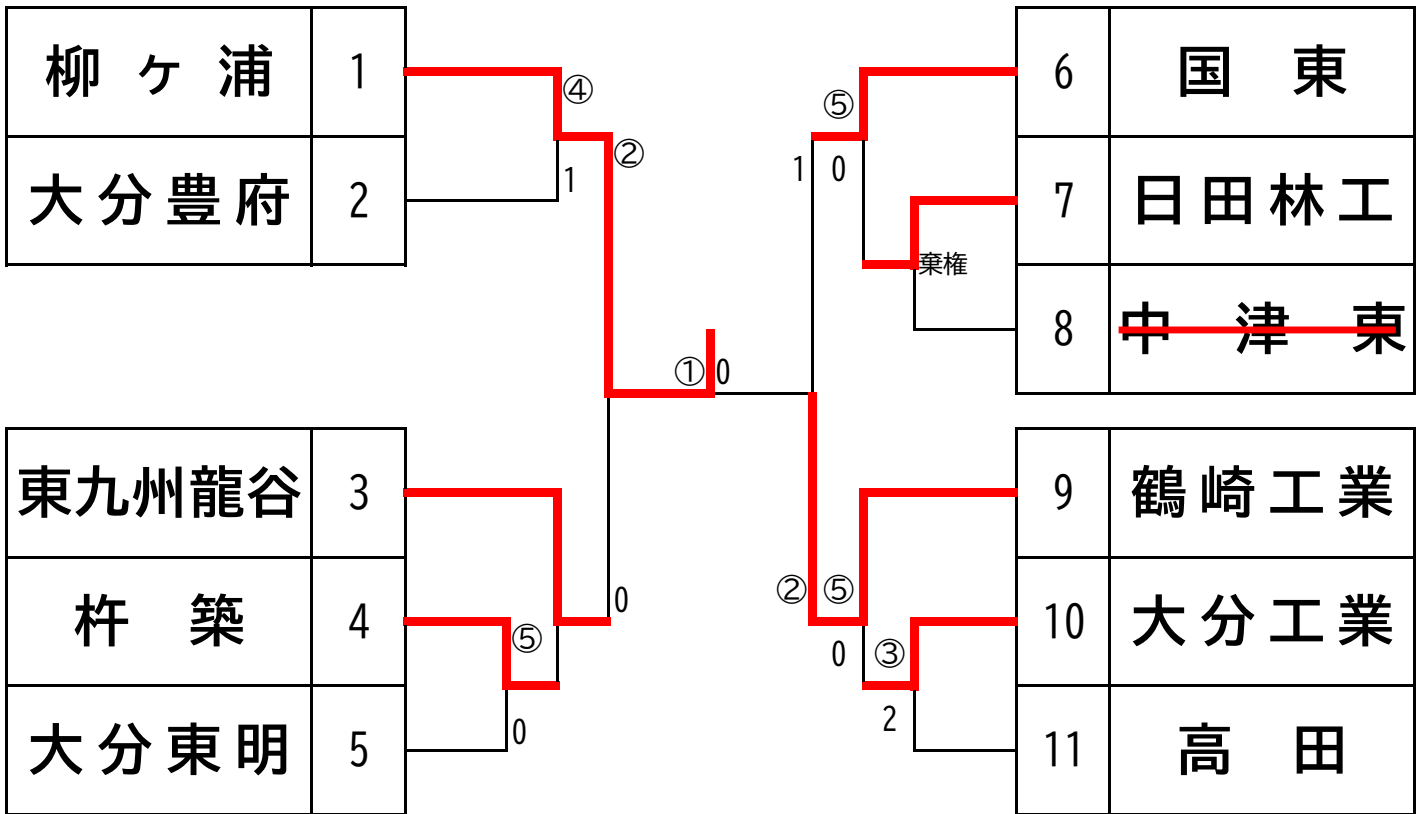 柳ヶ浦 1
④
②
大分豊府 2
1
東九州龍谷 3
杵築 4
⑤
0
大分東明 5
0
① 0
6 国東
⑤
1 0
7 日田林工
棄権
8 中津東
9 鶴崎工業
② ⑤
10 大分工業
0 ③
2
11 高田